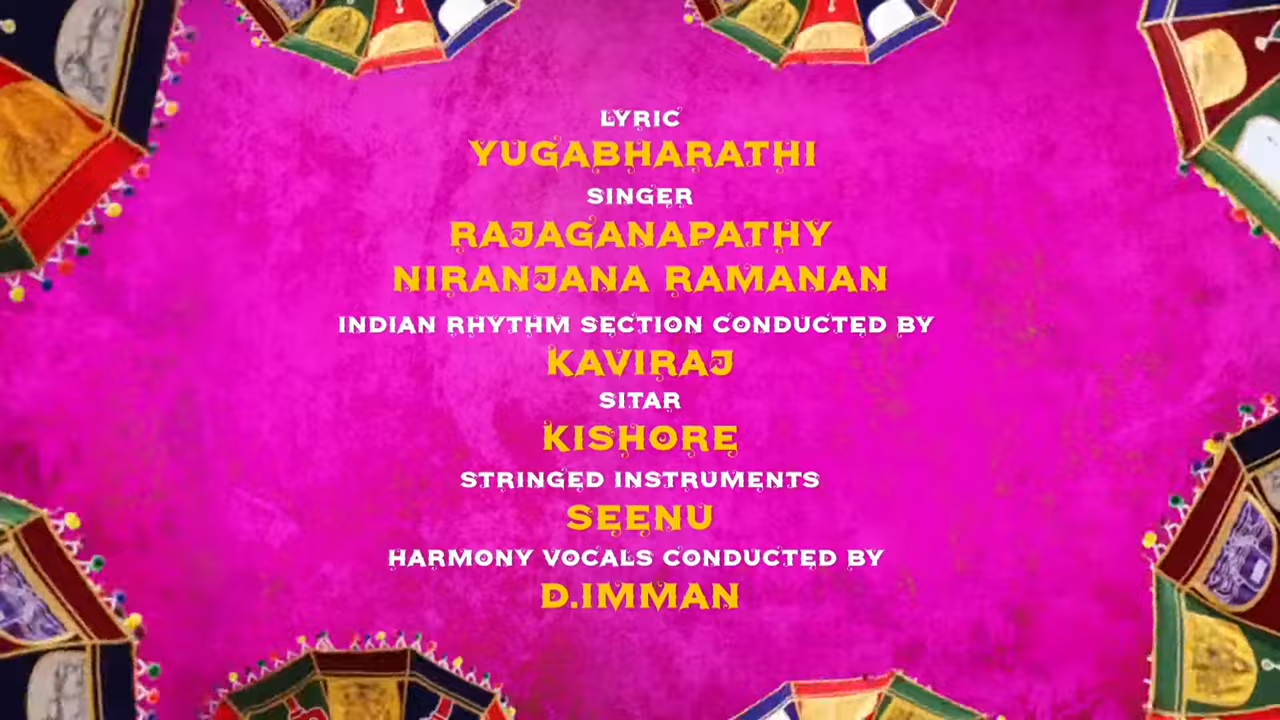 LYRIC
YUGABHARATHI
SINGER
RAJAGANAPATHY
NIRANJANA RAMANAN
INDIAN RHYTHM SECTION CONDUCTED BY
KAVIRAJ
SITAR
KISHORE
STRINGED INSTRUMENTS
SEENU
HARMONY VOCALS CONDUCTED BY
D.IMMAN